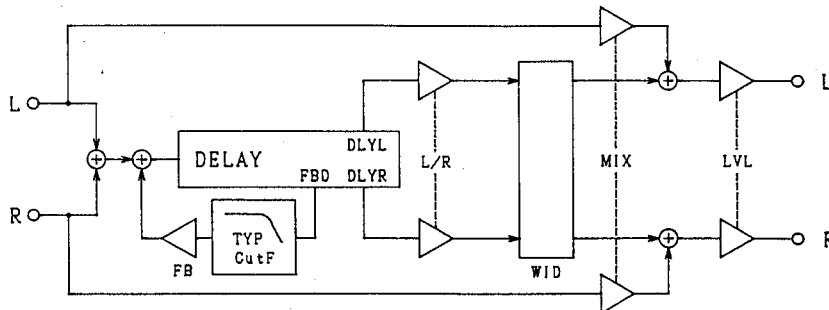 L
L
DLYL
DELAY
L/R
MIX
LVL
FBD
DLYR
R
TYP
CutF
FB
WID